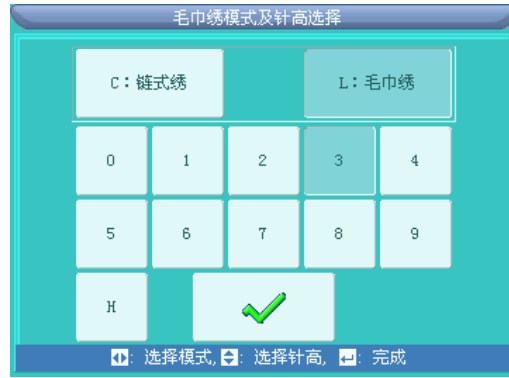 毛巾绣模式及针高选择
C：链式绣 L：毛巾绣
0 1 2 3 4
5 6 7 8 9
H
: 选择模式, : 选择针高, : 完成